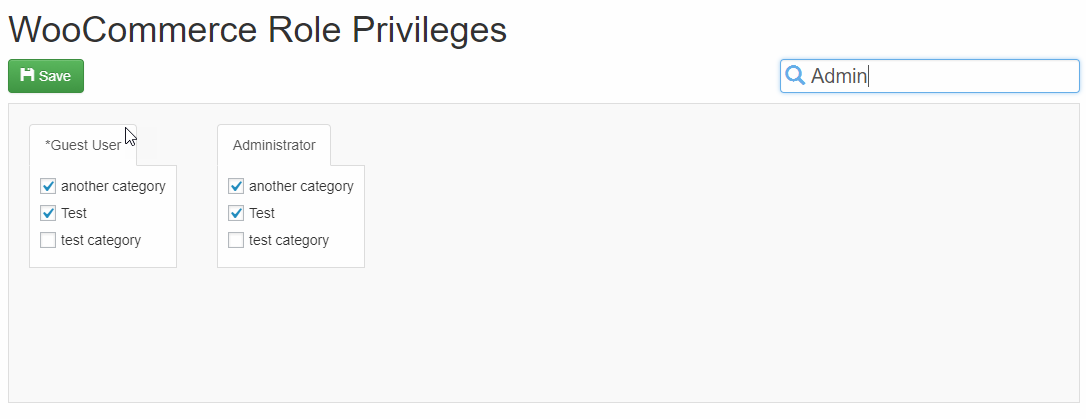 WooCommerce Role Privileges
Save
Admin
*Guest User
another category
Test
test category
Administrator
another category
Test
test category